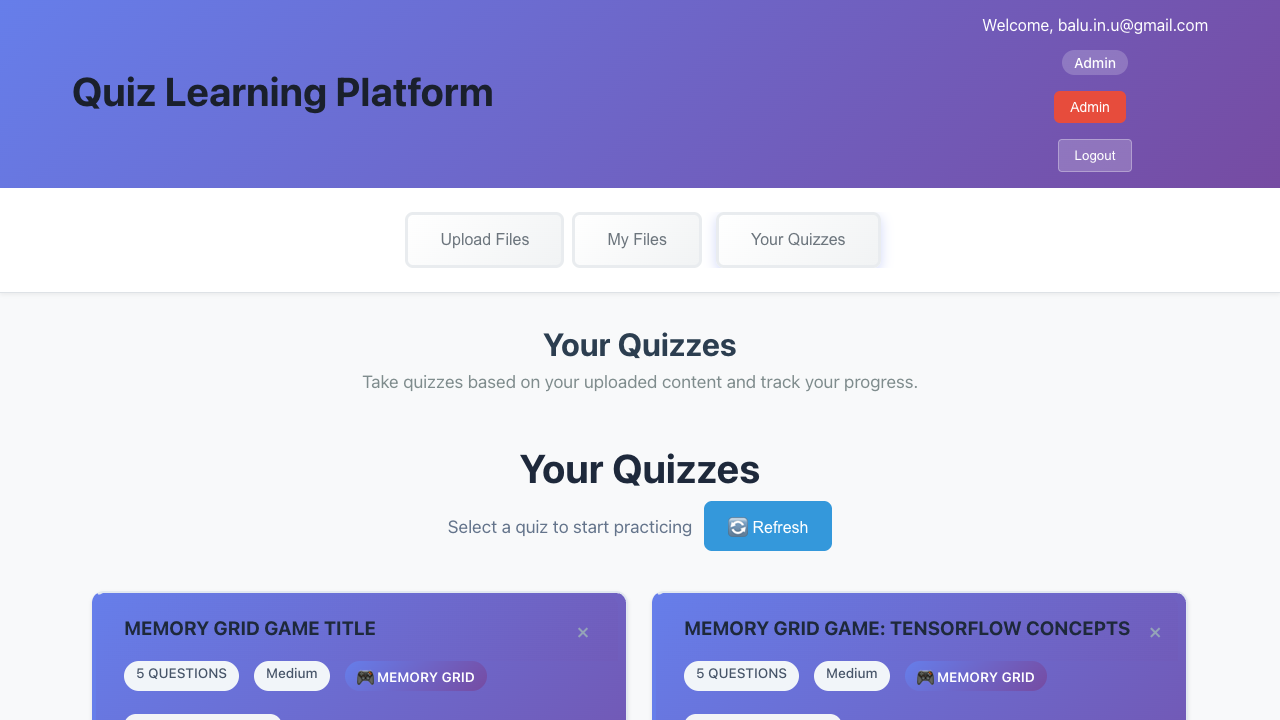 Welcome, balu.in.u@gmail.com
Admin
Quiz Learning Platform
Admin
Logout
Upload Files
My Files
Your Quizzes
Your Quizzes
Take quizzes based on your uploaded content and track your progress.
Your Quizzes
Select a quiz to start practicing
Refresh
MEMORY GRID GAME TITLE
×
5 QUESTIONS
Medium
MEMORY GRID
MEMORY GRID GAME: TENSORFLOW CONCEPTS
×
5 QUESTIONS
Medium
MEMORY GRID